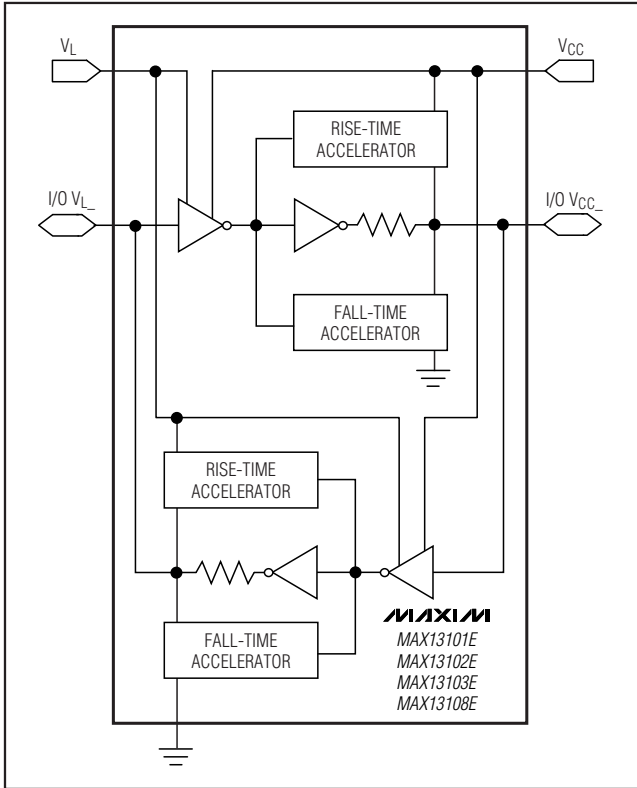 VL
VCC
RISE-TIME
ACCELERATOR
I/O VL_
I/O VCC_
FALL-TIME
ACCELERATOR
RISE-TIME
ACCELERATOR
FALL-TIME
ACCELERATOR
MAXIM
MAX13101E
MAX13102E
MAX13103E
MAX13108E